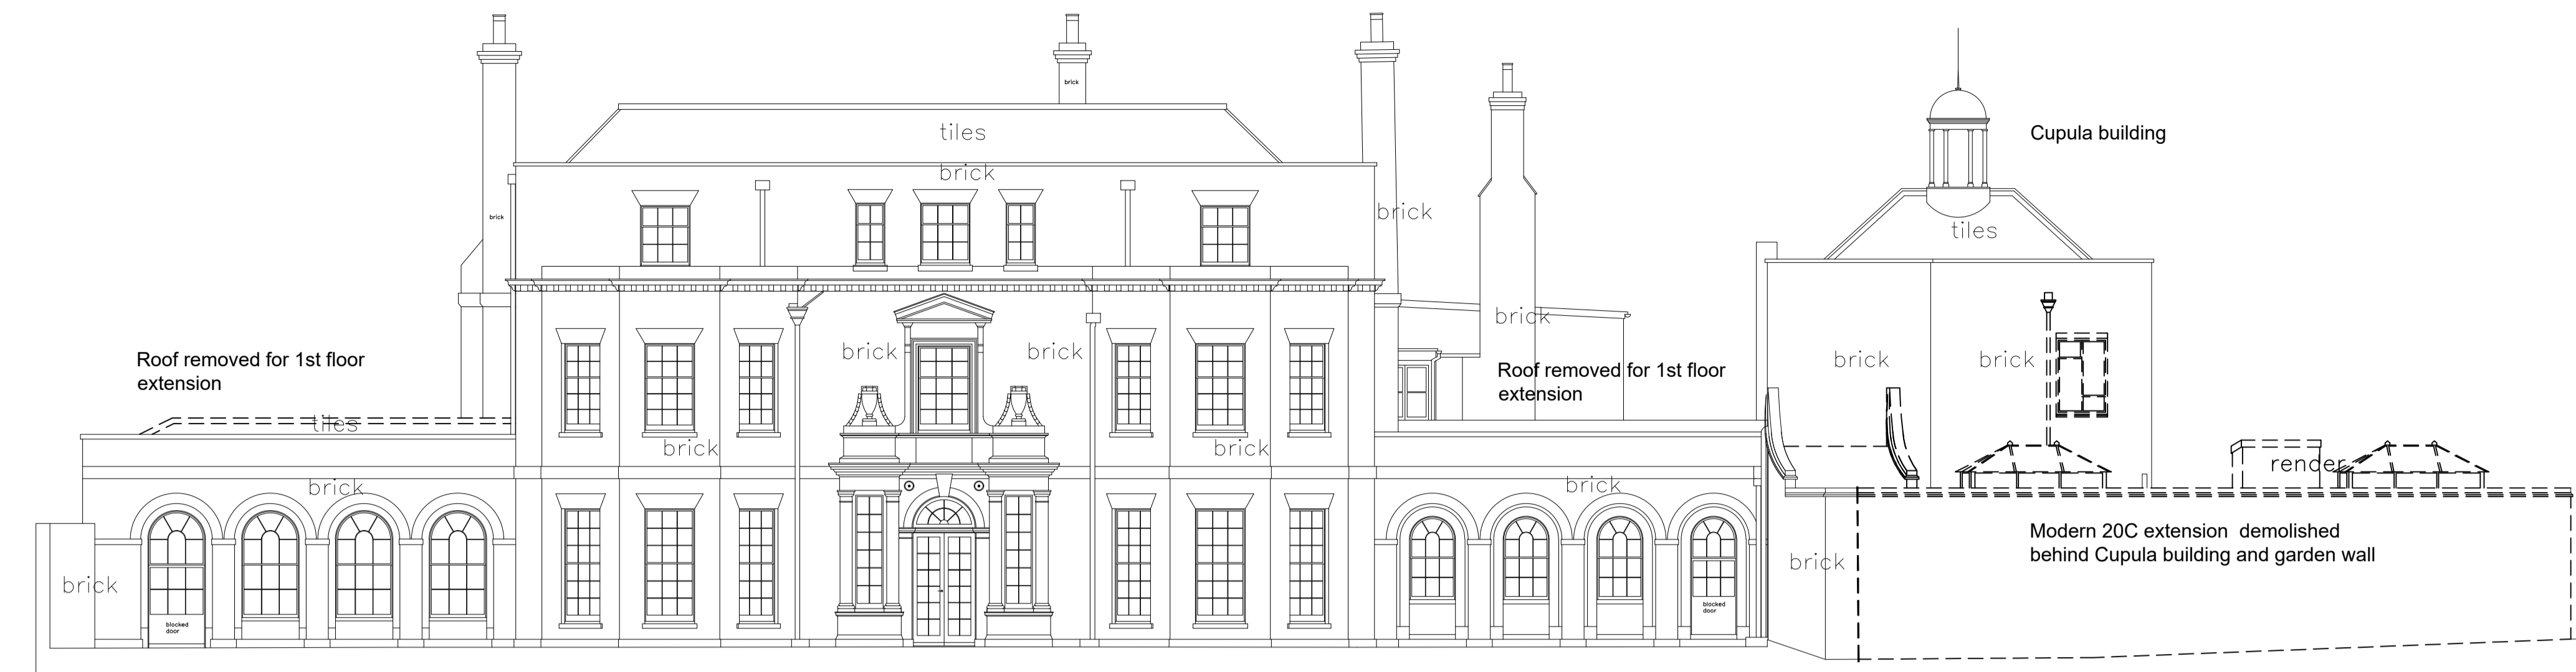 brick
tiles
Cupula building
brick
brick
brick
tiles
brick
Roof removed for 1st floor
extension
brick
brick
Roof removed for 1st floor
extension
brick
brick
tiles
brick
brick
render
brick
brick
Modern 20C extension demolished
behind Cupula building and garden wall
brick
brick
blocked
door
blocked
door